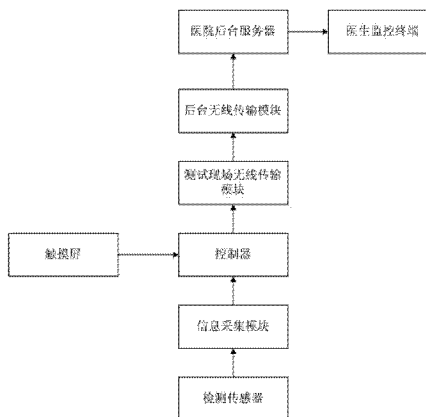 医院后台服务器
医生监控终端
后台无线传输模块
测试现场无线传输
模块
触摸屏
控制器
信息采集模块
检测传感器